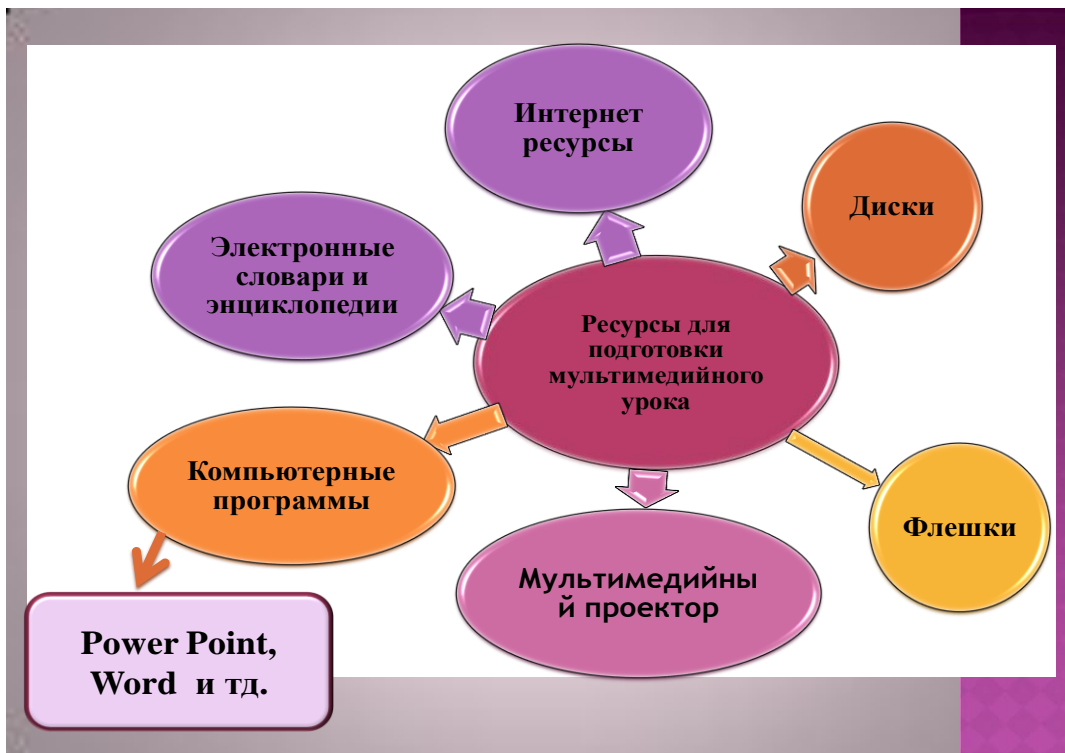 Интернет
ресурсы
Диски
Электронные
словари и
энциклопедии
Ресурсы для
подготовки
мультимедийного
урока
Компьютерные
программы
Флешки
Мультимедийны
й проектор
Power Point,
Word и тд.